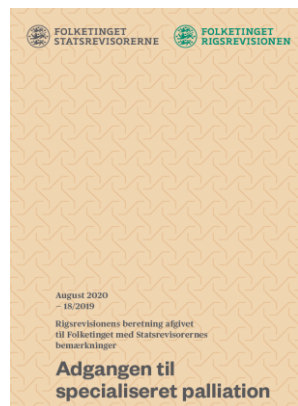 FOLKETINGET
STATSREVISORERNE
FOLKETINGET
RIGSREVISIONEN
August 2020
– 18/2019
Rigsrevisionens beretning afgivet
til Folketinget med Statsrevisorernes
bemærkninger
Adgangen til
specialiseret palliation